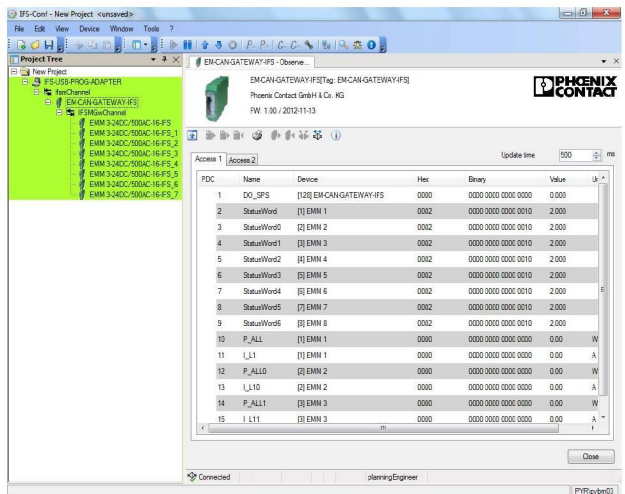 IFS-Conf - New Project <unsaved>
File Edit View Device Window Tools ?
Project Tree
New Project
IFS-USB-PROG-ADAPTER
ifsmChannel
EM-CAN-GATEWAY-IFS
IFSMGwChannel
EMM 3-24DC/500AC-16-IFS
EMM 3-24DC/500AC-16-IFS_1
EMM 3-24DC/500AC-16-IFS_2
EMM 3-24DC/500AC-16-IFS_3
EMM 3-24DC/500AC-16-IFS_4
EMM 3-24DC/500AC-16-IFS_5
EMM 3-24DC/500AC-16-IFS_6
EMM 3-24DC/500AC-16-IFS_7
EM-CAN-GATEWAY-IFS - Observe...
EM-CAN-GATEWAY-IFS[Tag: EM-CAN-GATEWAY-IFS]
Phoenix Contact GmbH & Co. KG
FW: 1.00 / 2012-11-13
PHOENIX CONTACT
Access 1 Access 2
Update time 500 ms
PDC Name Device Hex Binary Value
1 DO_SPS [128] EM-CAN-GATEWAY-IFS 0000 0000 0000 0000 0000 0.000
2 StatusWord [1] EMM 1 0002 0000 0000 0000 0010 2.000
3 StatusWord0 [2] EMM 2 0002 0000 0000 0000 0010 2.000
4 StatusWord1 [3] EMM 3 0002 0000 0000 0000 0010 2.000
5 StatusWord2 [4] EMM 4 0002 0000 0000 0000 0010 2.000
6 StatusWord3 [5] EMM 5 0002 0000 0000 0000 0010 2.000
7 StatusWord4 [6] EMM 6 0002 0000 0000 0000 0010 2.000
8 StatusWord5 [7] EMM 7 0002 0000 0000 0000 0010 2.000
9 StatusWord6 [8] EMM 8 0002 0000 0000 0000 0010 2.000
10 P_ALL [1] EMM 1 0000 0000 0000 0000 0000 0.00 W
11 I_L1 [1] EMM 1 0000 0000 0000 0000 0000 0.00 A
12 P_ALL0 [2] EMM 2 0000 0000 0000 0000 0000 0.00 W
13 I_L10 [2] EMM 2 0000 0000 0000 0000 0000 0.00 A
14 P_ALL1 [3] EMM 3 0000 0000 0000 0000 0000 0.00 W
15 I_L11 [3] EMM 3 0000 0000 0000 0000 0000 0.00 A
Close
Connected planningEngineer